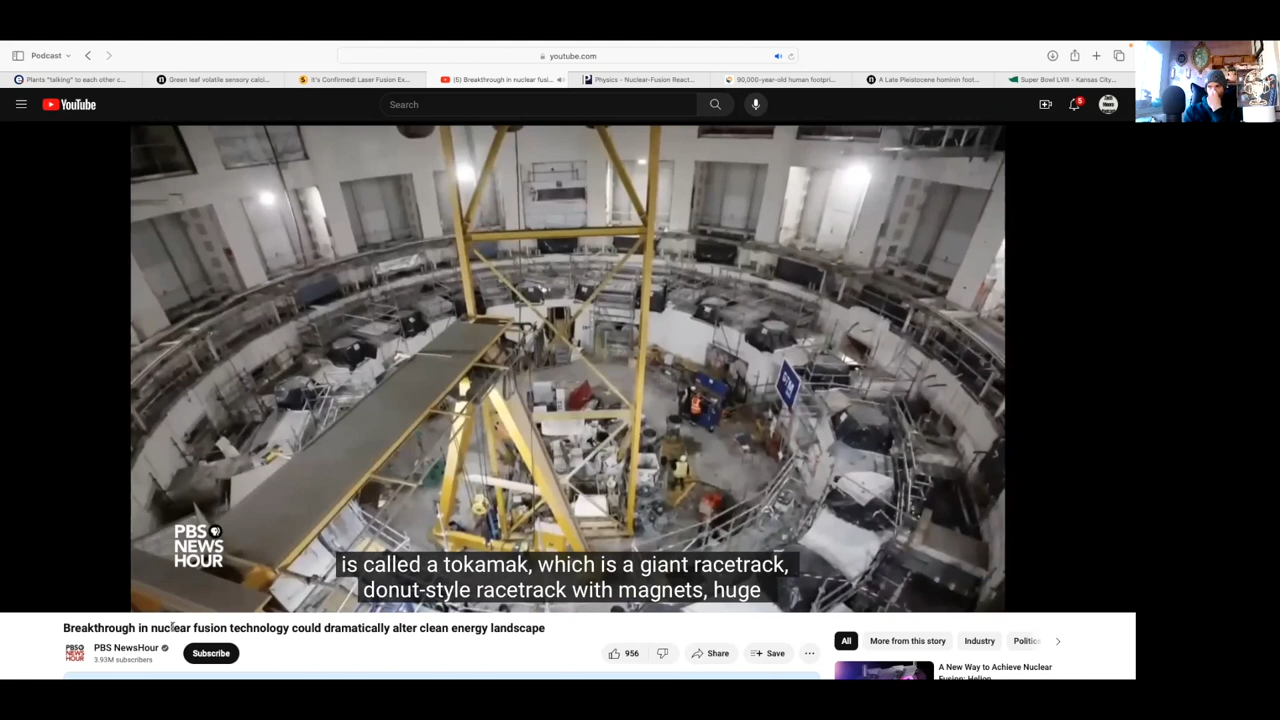 Podcast
youtube.com
Plants "talking" to each other c...
Green leaf volatile sensory calci...
It's Confirmed! Laser Fusion Ex...
(5) Breakthrough in nuclear fusi...
Physics - Nuclear-Fusion React...
90,000-year-old human footpri...
A Late Pleistocene hominin foot...
Super Bowl LVIII - Kansas City...
YouTube
Search
5
PBS
NEWS
HOUR
is called a tokamak, which is a giant racetrack,
donut-style racetrack with magnets, huge
Breakthrough in nuclear fusion technology could dramatically alter clean energy landscape
PBS NewsHour
3.93M subscribers
Subscribe
956
Share
Save
All
More from this story
Industry
Politic
A New Way to Achieve Nuclear
Fusion: Helion